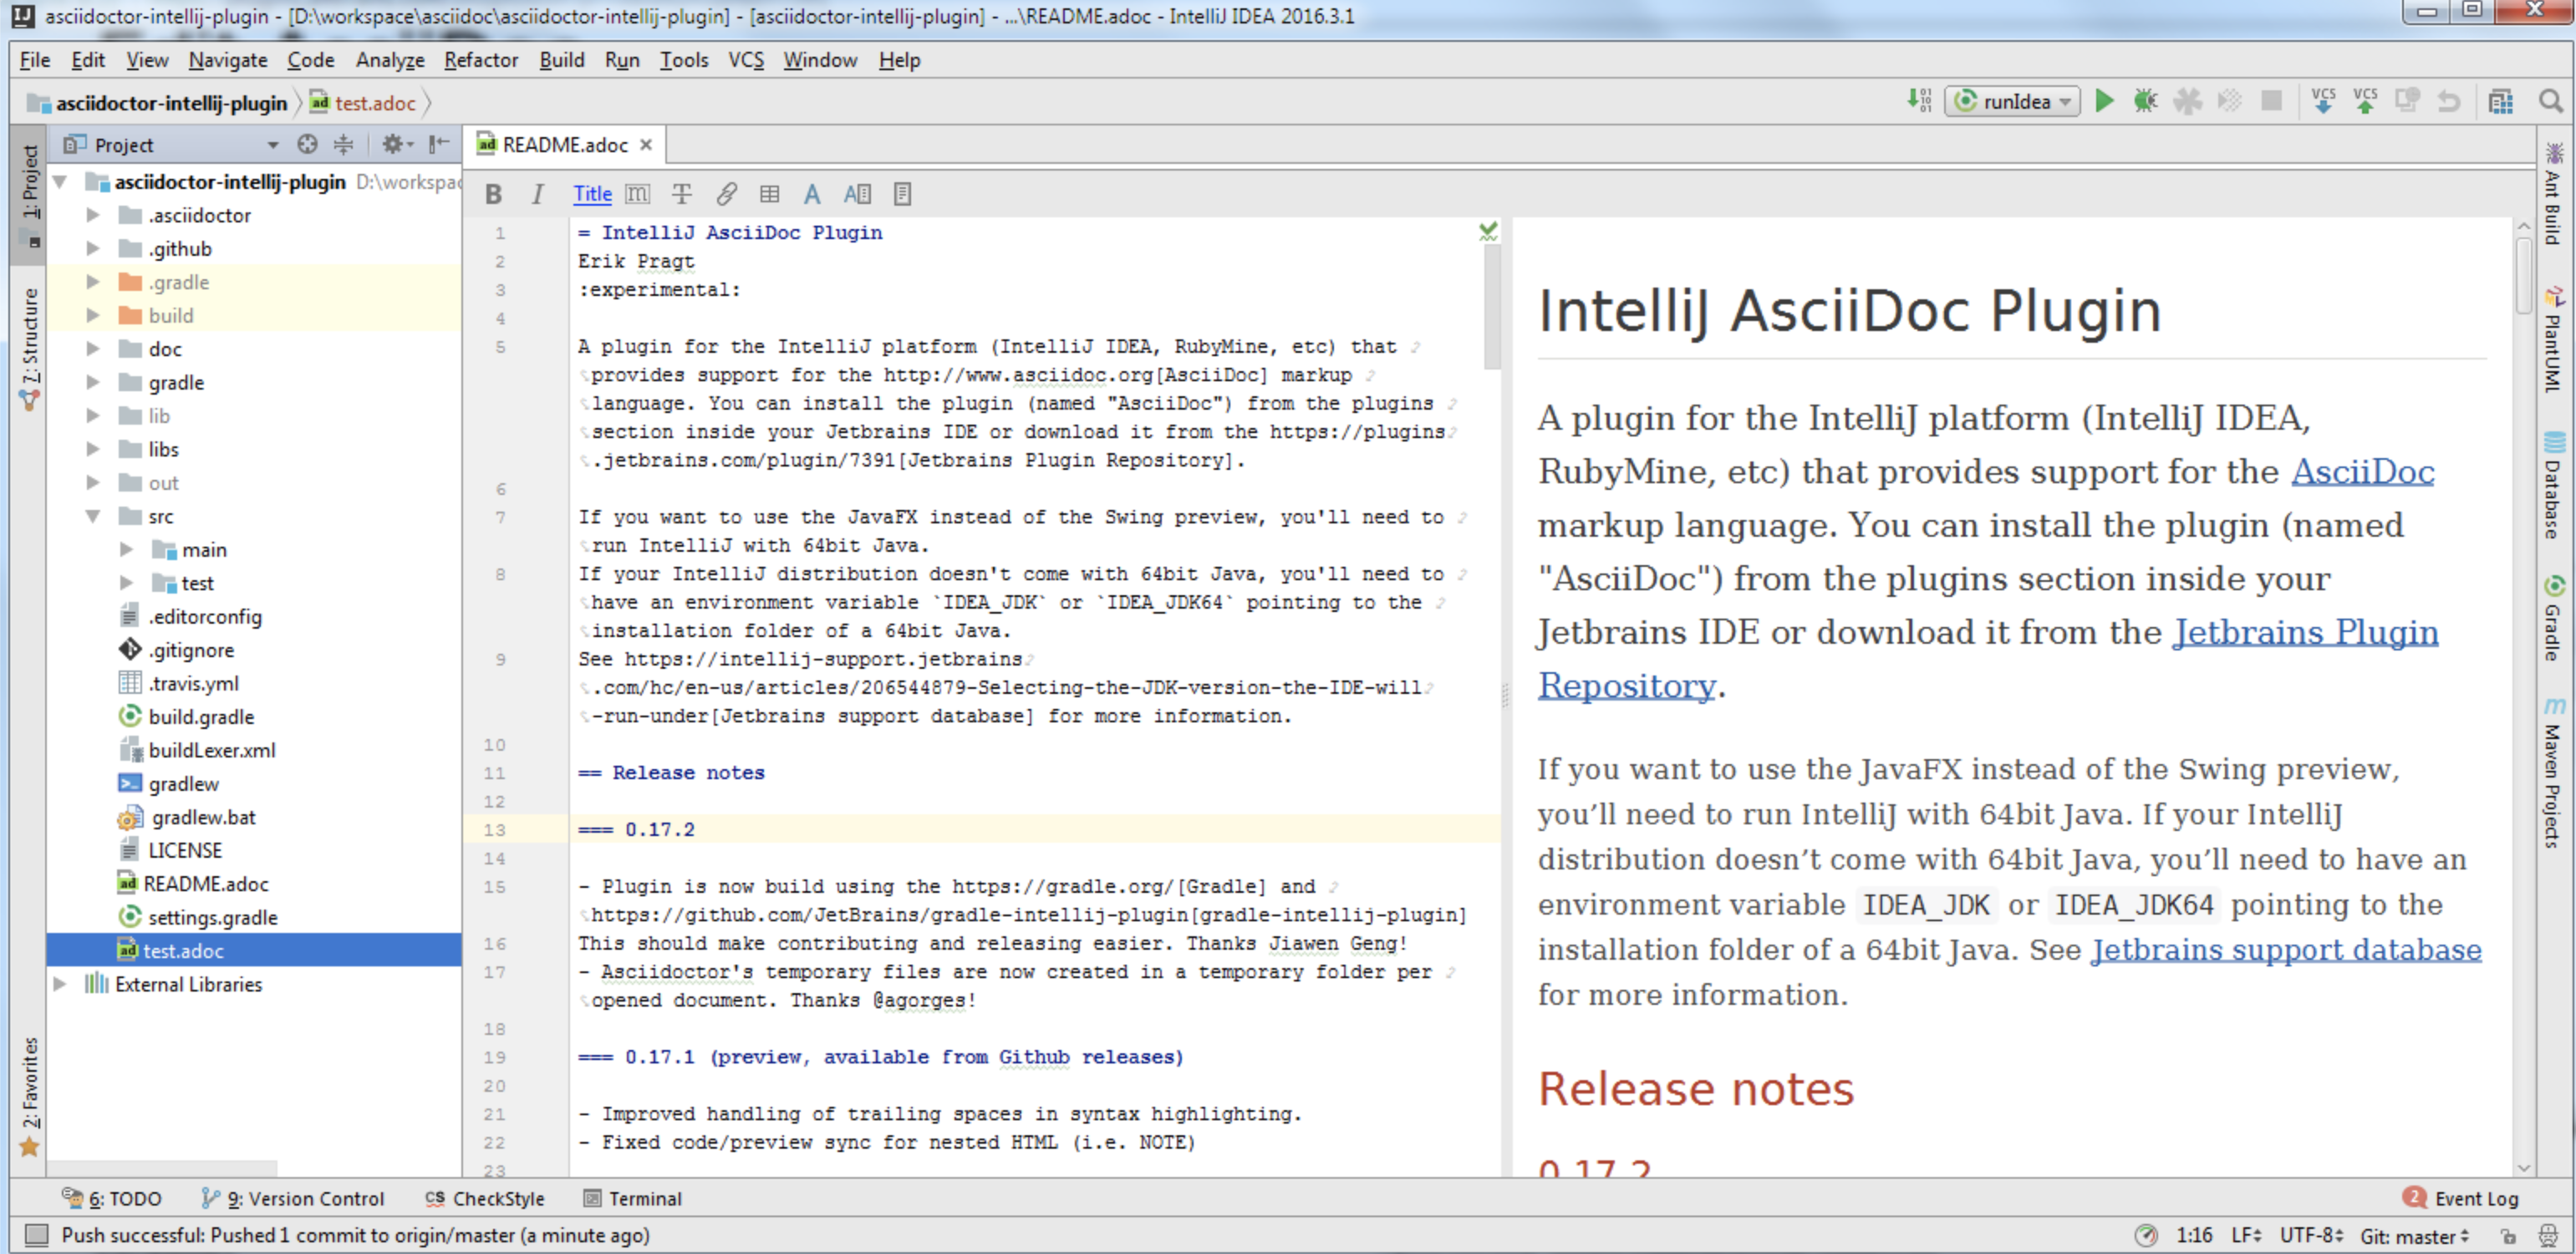 asciidoctor-intellij-plugin - [D:\workspace\asciidoc\asciidoctor-intellij-plugin] - [asciidoctor-intellij-plugin] - ...\README.adoc - IntelliJ IDEA 2016.3.1
File Edit View Navigate Code Analyze Refactor Build Run Tools VCS Window Help
asciidoctor-intellij-plugin test.adoc
runIdea
VCS VCS
1: Project
7: Structure
2: Favorites
Project
asciidoctor-intellij-plugin D:\workspac
.asciidoctor
.github
.gradle
build
doc
gradle
lib
libs
out
src
main
test
.editorconfig
.gitignore
.travis.yml
build.gradle
buildLexer.xml
gradlew
gradlew.bat
LICENSE
README.adoc
settings.gradle
test.adoc
External Libraries
README.adoc
B I Title m T A A
1 = IntelliJ AsciiDoc Plugin
2 Erik Pragt
3 :experimental:
4
5 A plugin for the IntelliJ platform (IntelliJ IDEA, RubyMine, etc) that
provides support for the http://www.asciidoc.org[AsciiDoc] markup
language. You can install the plugin (named "AsciiDoc") from the plugins
section inside your Jetbrains IDE or download it from the https://plugins
.jetbrains.com/plugin/7391[Jetbrains Plugin Repository].
6
7 If you want to use the JavaFX instead of the Swing preview, you'll need to
run IntelliJ with 64bit Java.
8 If your IntelliJ distribution doesn't come with 64bit Java, you'll need to
have an environment variable `IDEA_JDK` or `IDEA_JDK64` pointing to the
installation folder of a 64bit Java.
9 See https://intellij-support.jetbrains
.com/hc/en-us/articles/206544879-Selecting-the-JDK-version-the-IDE-will
-run-under[Jetbrains support database] for more information.
10
11 == Release notes
12
13 === 0.17.2
14
15 - Plugin is now build using the https://gradle.org/[Gradle] and
https://github.com/JetBrains/gradle-intellij-plugin[gradle-intellij-plugin]
16 This should make contributing and releasing easier. Thanks Jiawen Geng!
17 - Asciidoctor's temporary files are now created in a temporary folder per
opened document. Thanks @agorges!
18
19 === 0.17.1 (preview, available from Github releases)
20
21 - Improved handling of trailing spaces in syntax highlighting.
22 - Fixed code/preview sync for nested HTML (i.e. NOTE)
23
IntelliJ AsciiDoc Plugin
A plugin for the IntelliJ platform (IntelliJ IDEA,
RubyMine, etc) that provides support for the AsciiDoc
markup language. You can install the plugin (named
"AsciiDoc") from the plugins section inside your
Jetbrains IDE or download it from the Jetbrains Plugin
Repository.
If you want to use the JavaFX instead of the Swing preview,
you’ll need to run IntelliJ with 64bit Java. If your IntelliJ
distribution doesn’t come with 64bit Java, you’ll need to have an
environment variable IDEA_JDK or IDEA_JDK64 pointing to the
installation folder of a 64bit Java. See Jetbrains support database
for more information.
Release notes
0.17.2
Ant Build
PlantUML
Database
Gradle
Maven Projects
6: TODO 9: Version Control CS CheckStyle Terminal 2 Event Log
Push successful: Pushed 1 commit to origin/master (a minute ago) 1:16 LF UTF-8 Git: master